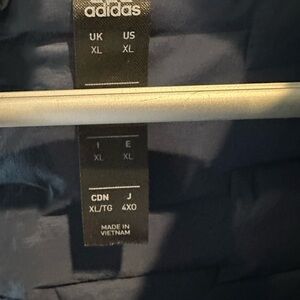 adidas
UK US
XL XL
I E
XL XL
CDN J
XL/TG 4XO
MADE IN
VIETNAM